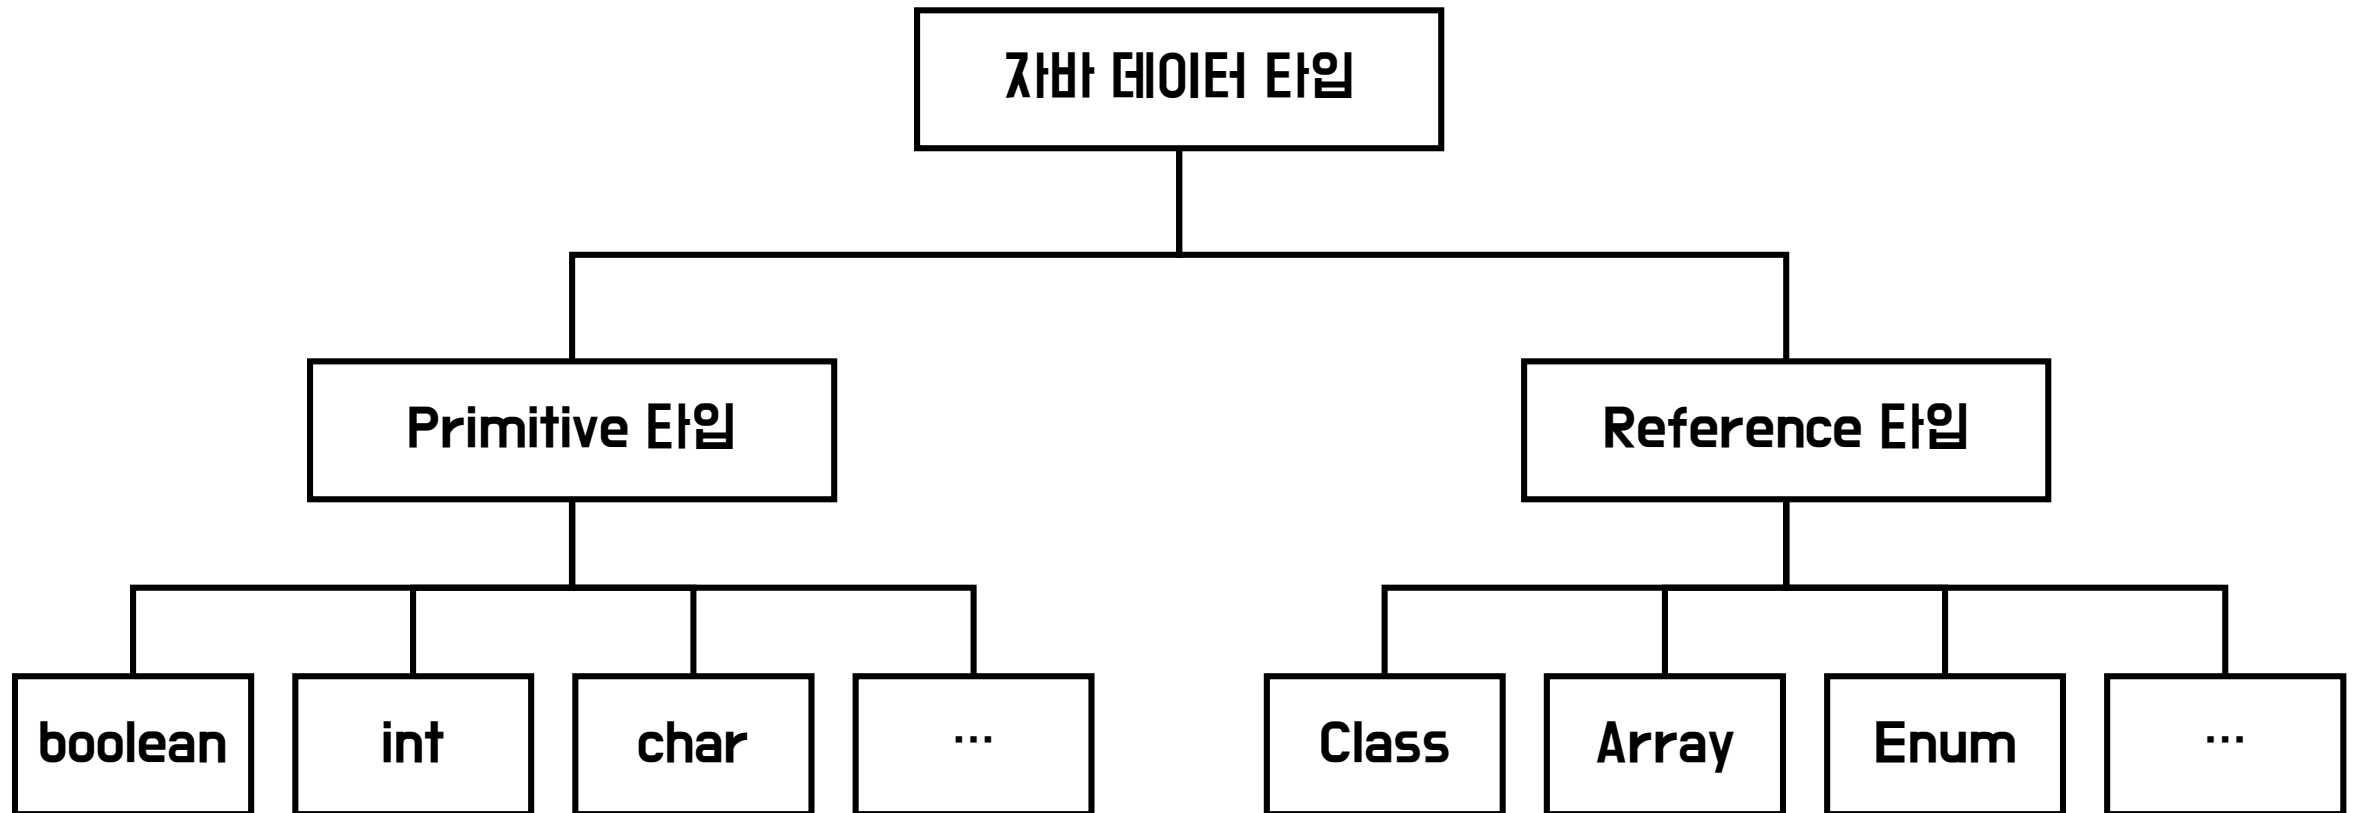 자바 데이터 타입
Primitive 타입
Reference 타입
boolean
int
char
...
Class
Array
Enum
...